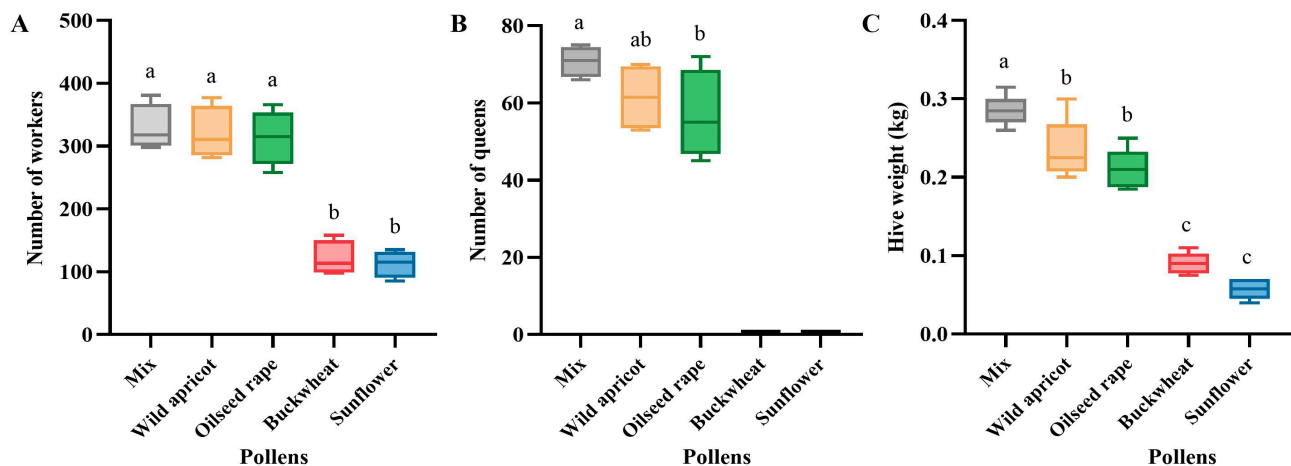 A
Number of workers
500
400
300
200
100
0
a
a
a
b
b
Mix
Wild apricot
Oilseed rape
Buckwheat
Sunflower
Pollens
B
Number of queens
80
60
40
20
0
a
ab
b
Mix
Wild apricot
Oilseed rape
Buckwheat
Sunflower
Pollens
C
Hive weight (kg)
0.4
0.3
0.2
0.1
0.0
a
b
b
c
c
Mix
Wild apricot
Oilseed rape
Buckwheat
Sunflower
Pollens